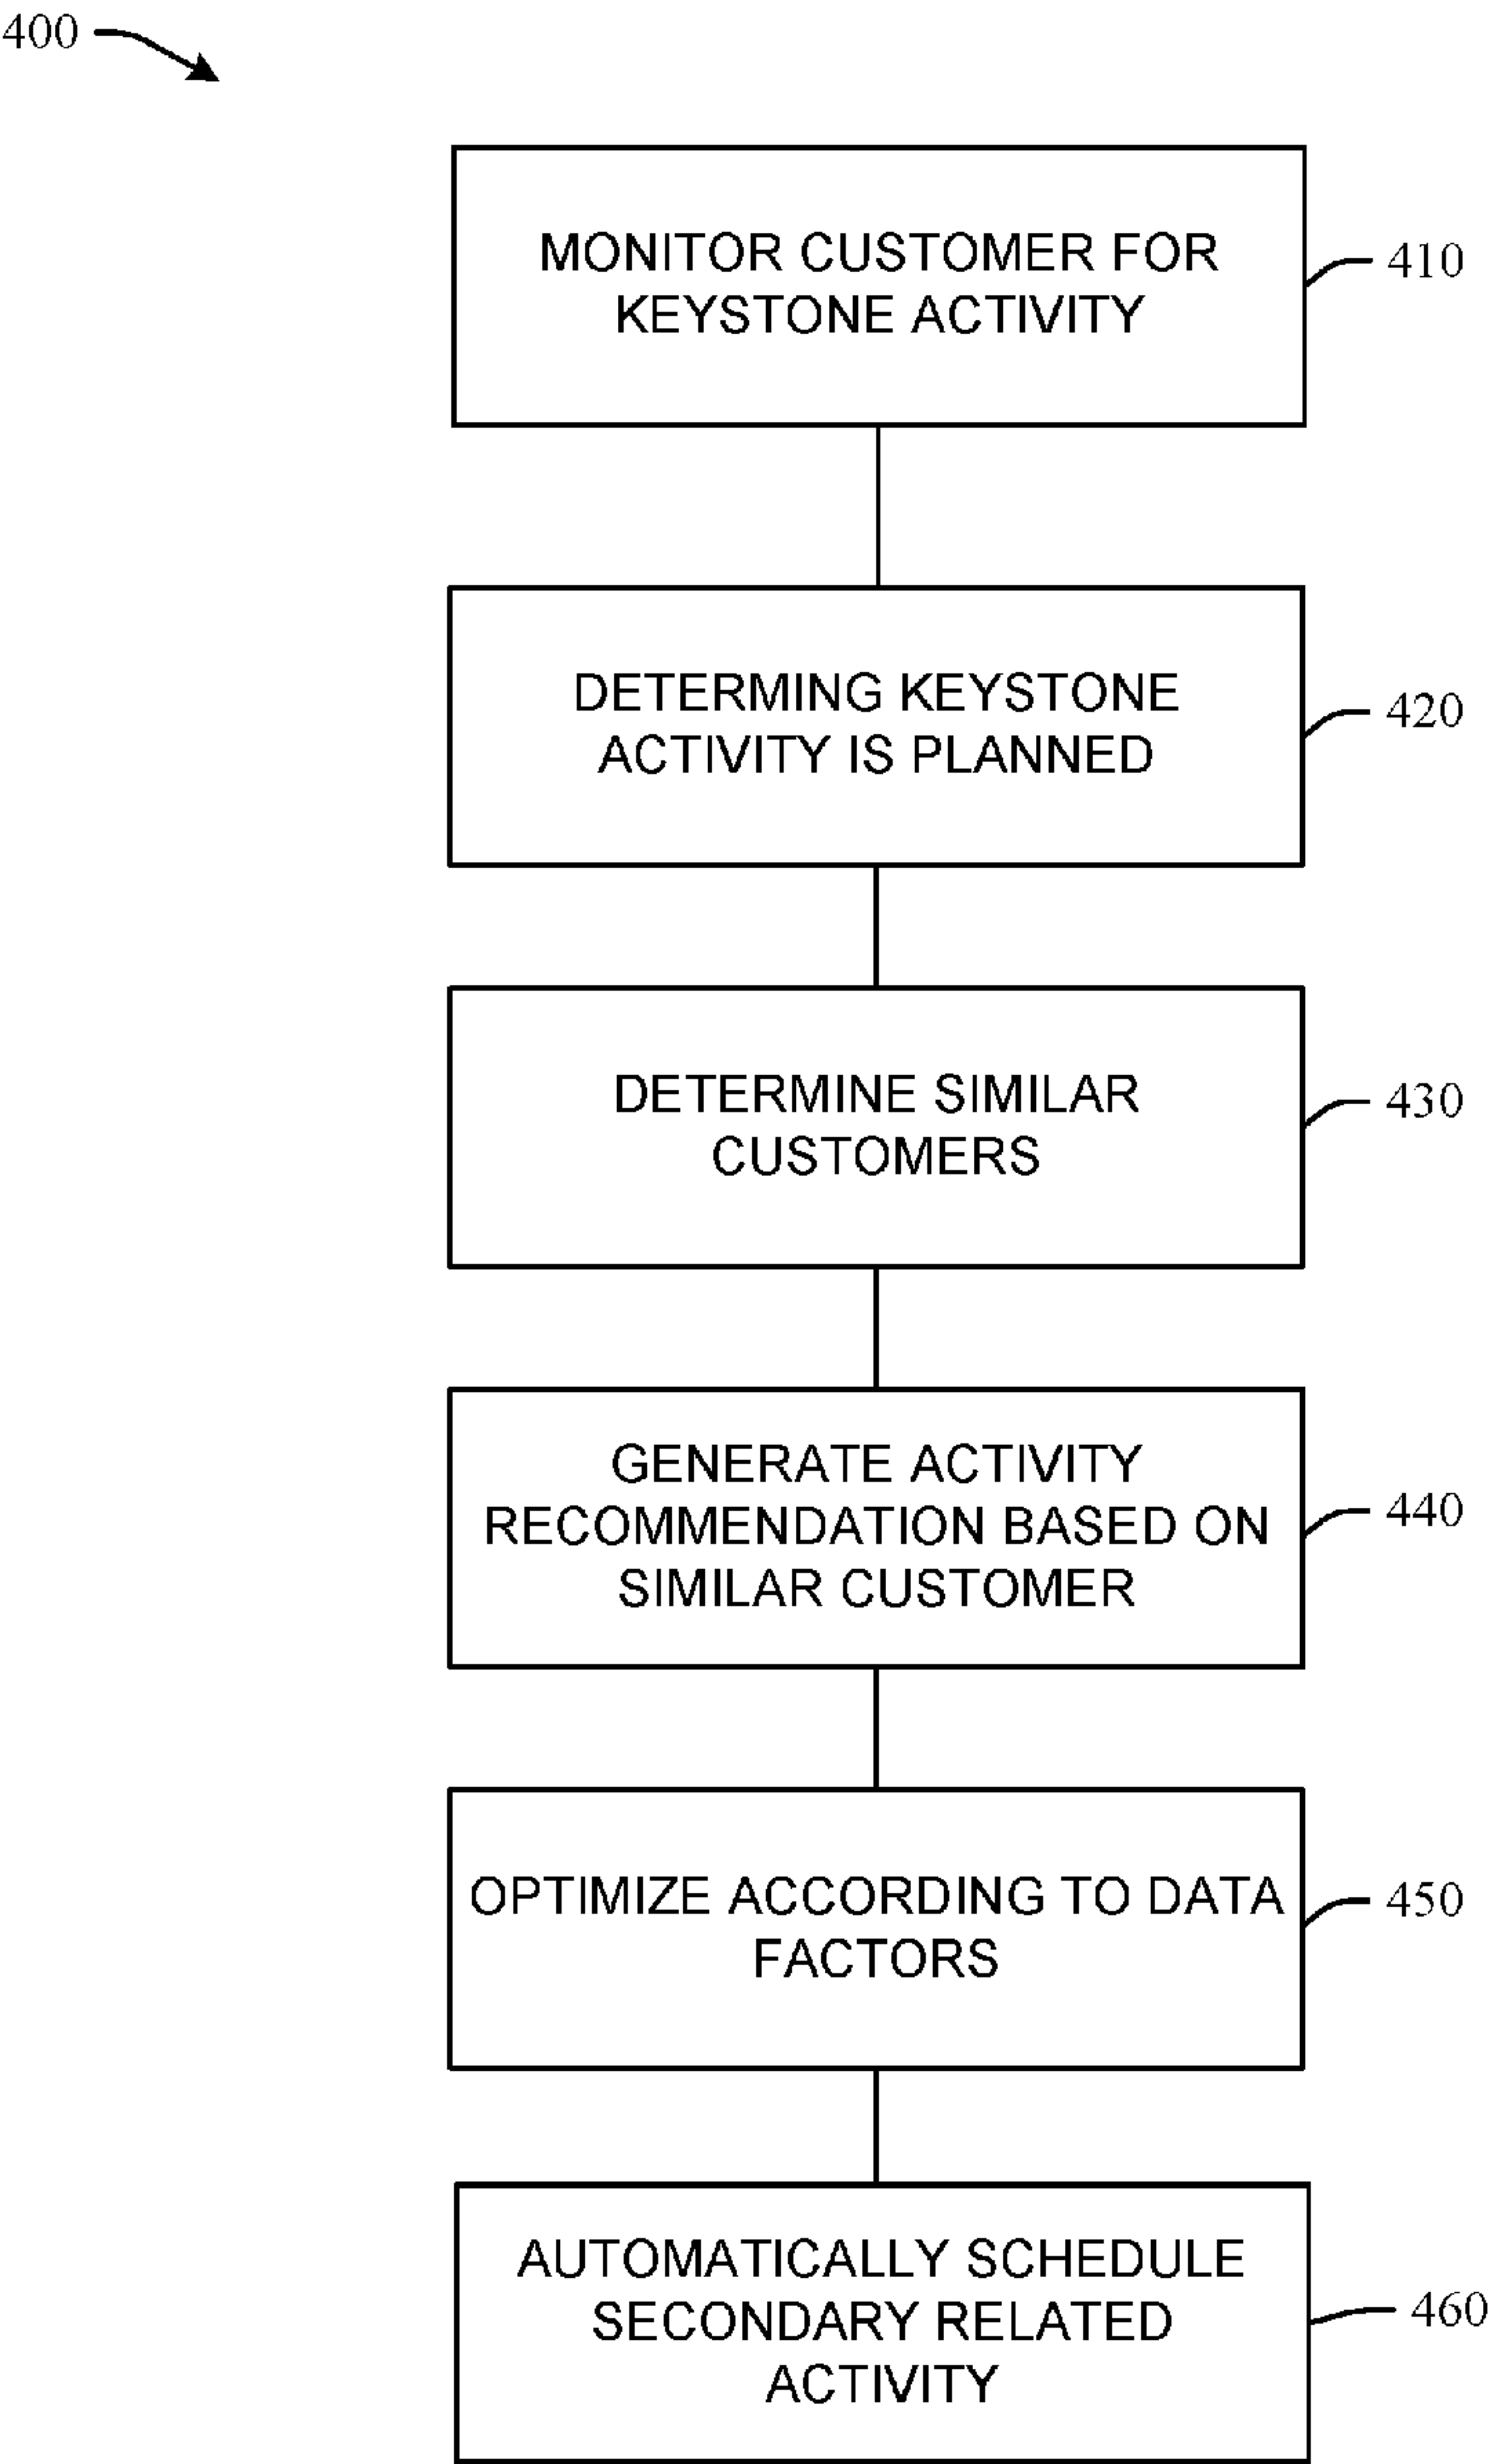 400
MONITOR CUSTOMER FOR
KEYSTONE ACTIVITY
410
DETERMING KEYSTONE
ACTIVITY IS PLANNED
420
DETERMINE SIMILAR
CUSTOMERS
430
GENERATE ACTIVITY
RECOMMENDATION BASED ON
SIMILAR CUSTOMER
440
OPTIMIZE ACCORDING TO DATA
FACTORS
450
AUTOMATICALLY SCHEDULE
SECONDARY RELATED
ACTIVITY
460